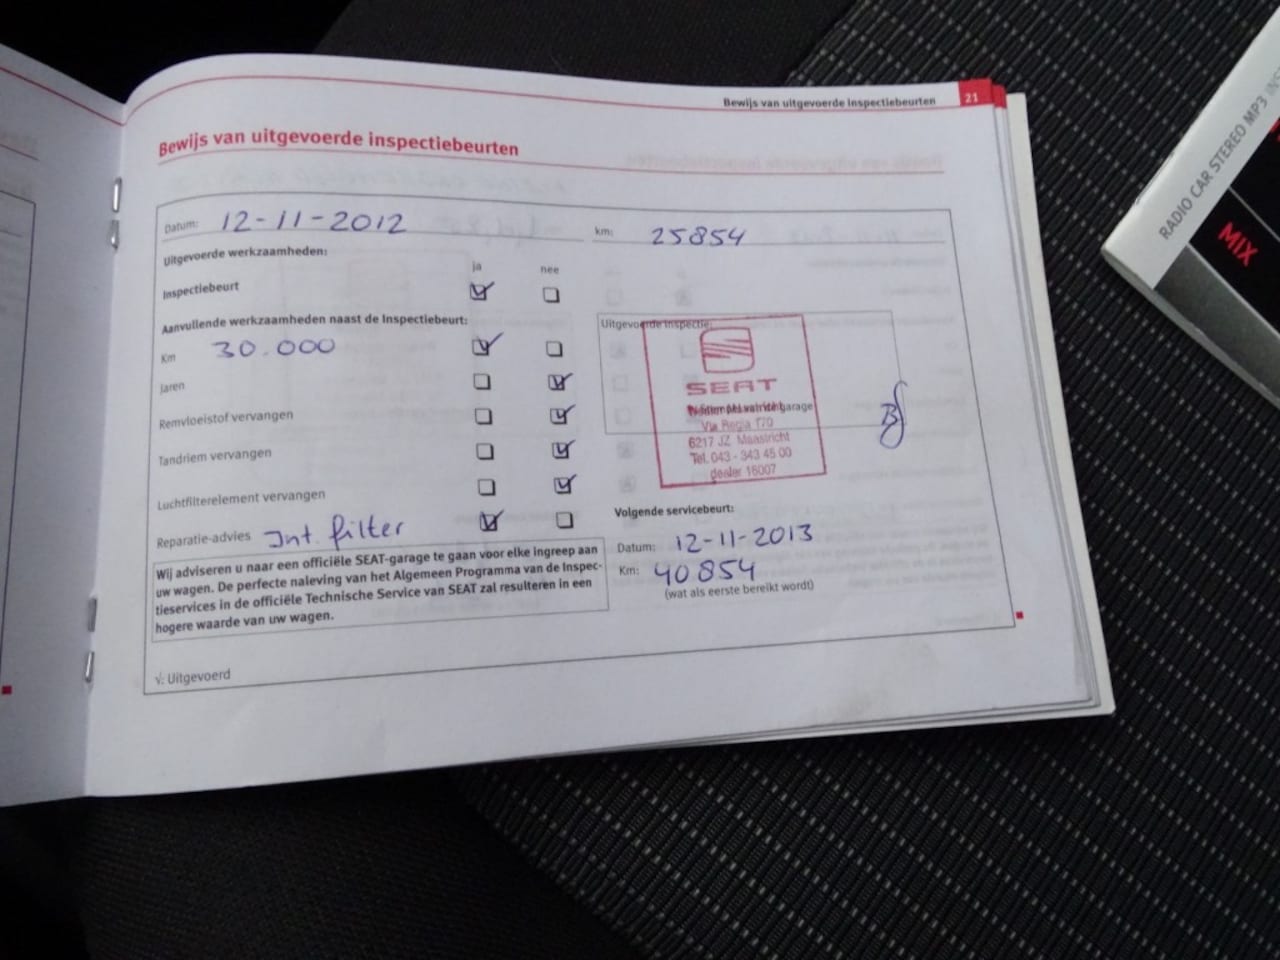 Bewijs van uitgevoerde inspectiebeurten 21
Bewijs van uitgevoerde inspectiebeurten
Datum: 12-11-2012 km: 25854
Uitgevoerde werkzaamheden:
ja nee
Inspectiebeurt
Aanvullende werkzaamheden naast de Inspectiebeurt:
Km 30.000
Jaren
Remvloeistof vervangen
Tandriem vervangen
Luchtfilterelement vervangen
Reparatie-advies Int. filter
Wij adviseren u naar een officiële SEAT-garage te gaan voor elke ingreep aan
uw wagen. De perfecte naleving van het Algemeen Programma van de Inspec-
tieservices in de officiële Technische Service van SEAT zal resulteren in een
hogere waarde van uw wagen.
√: Uitgevoerd
Uitgevoerde inspectie:
SEAT
garage
Via Regia 170
6217 JZ Maastricht
Tel. 043 - 343 45 00
dealer 16007
Volgende servicebeurt:
Datum: 12-11-2013
Km: 40854
(wat als eerste bereikt wordt)
RADIO CAR STEREO MP3
MIX